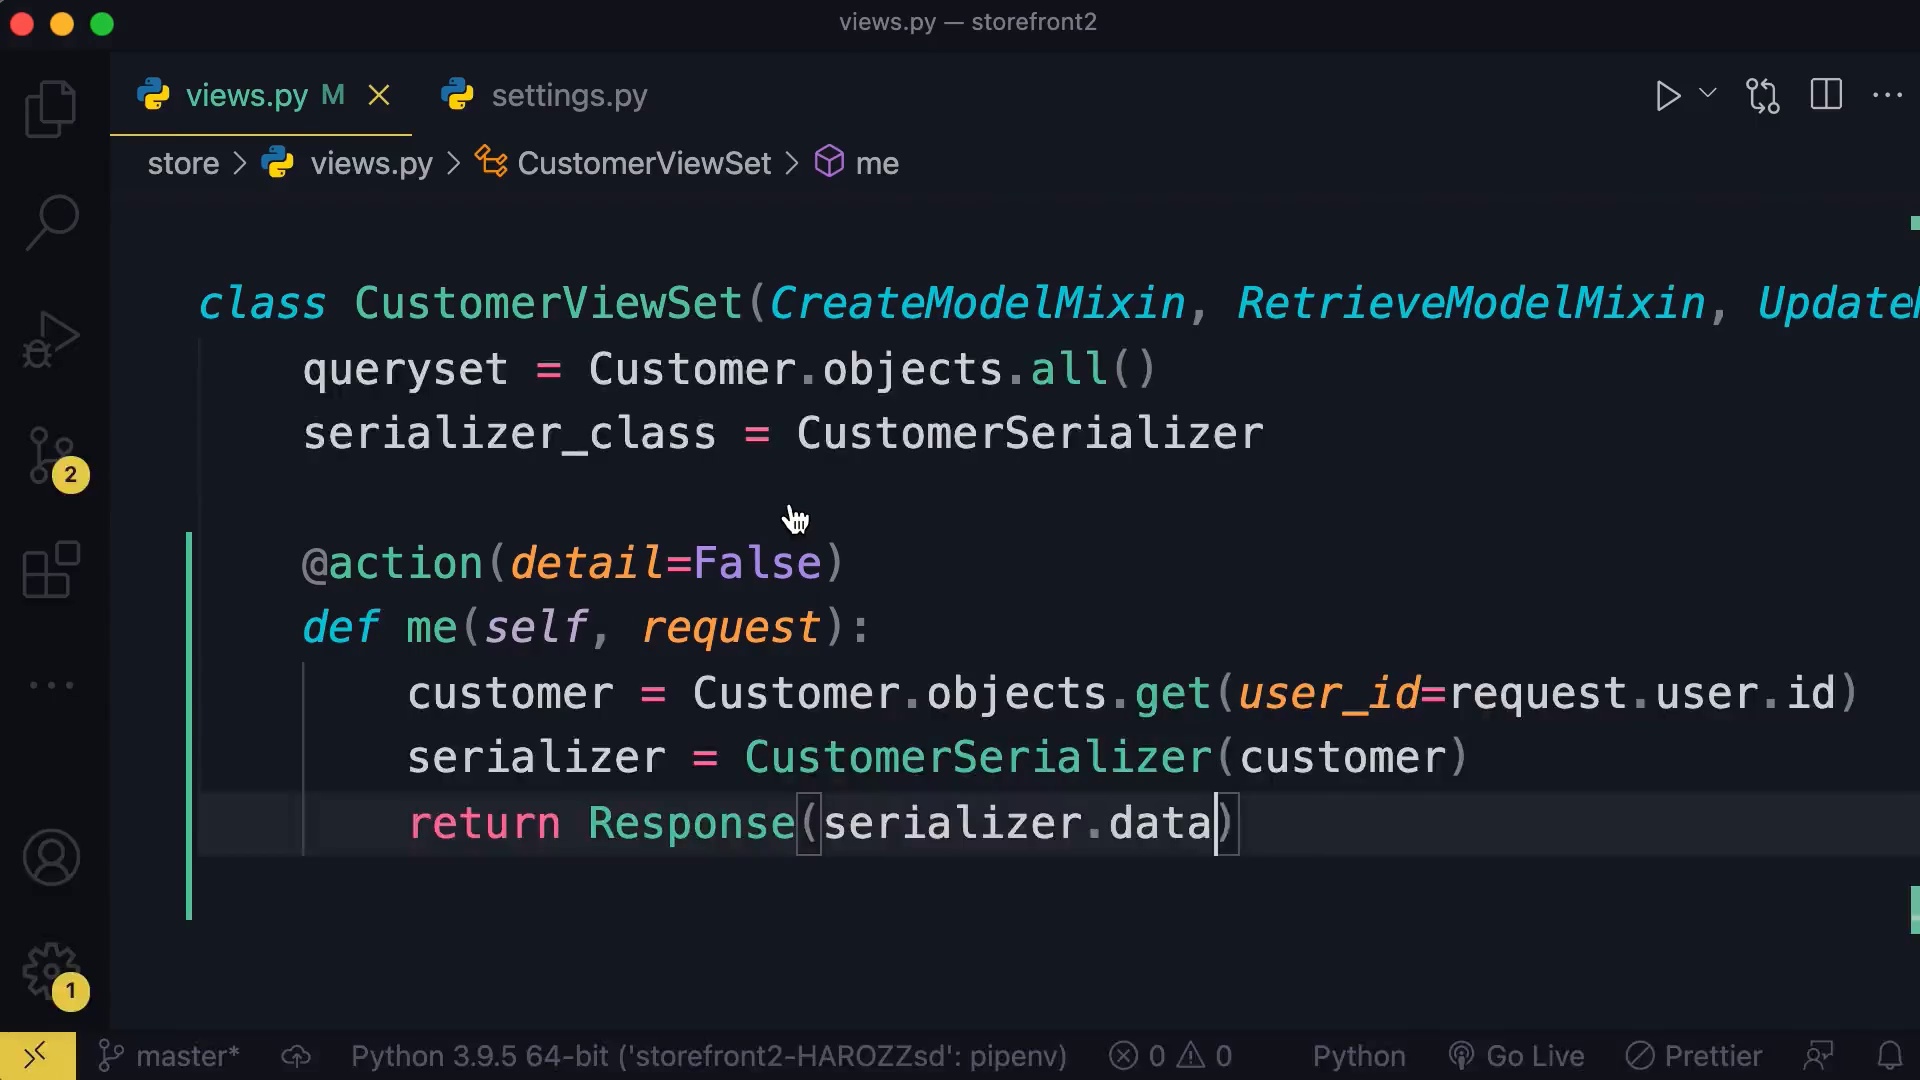 views.py — storefront2
views.py M settings.py
store > views.py > CustomerViewSet > me
class CustomerViewSet(CreateModelMixin, RetrieveModelMixin, Update
queryset = Customer.objects.all()
serializer_class = CustomerSerializer
@action(detail=False)
def me(self, request):
customer = Customer.objects.get(user_id=request.user.id)
serializer = CustomerSerializer(customer)
return Response(serializer.data)
2
1
master* Python 3.9.5 64-bit ('storefront2-HAROZZsd': pipenv) 0 0 Python Go Live Prettier